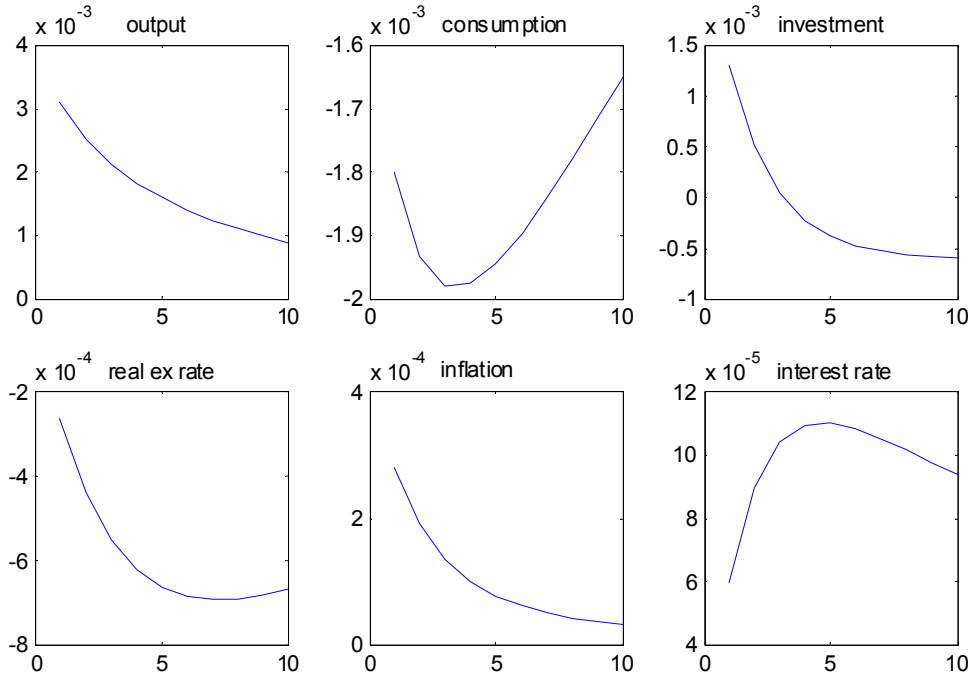 x 10⁻³ output
4
3
2
1
0
0 5 10
x 10⁻³ consumption
-1.6
-1.7
-1.8
-1.9
-2
0 5 10
x 10⁻³ investment
1.5
1
0.5
0
-0.5
-1
0 5 10
x 10⁻⁴ real ex rate
-2
-4
-6
-8
0 5 10
x 10⁻⁴ inflation
4
2
0
0 5 10
x 10⁻⁵ interest rate
12
10
8
6
4
0 5 10